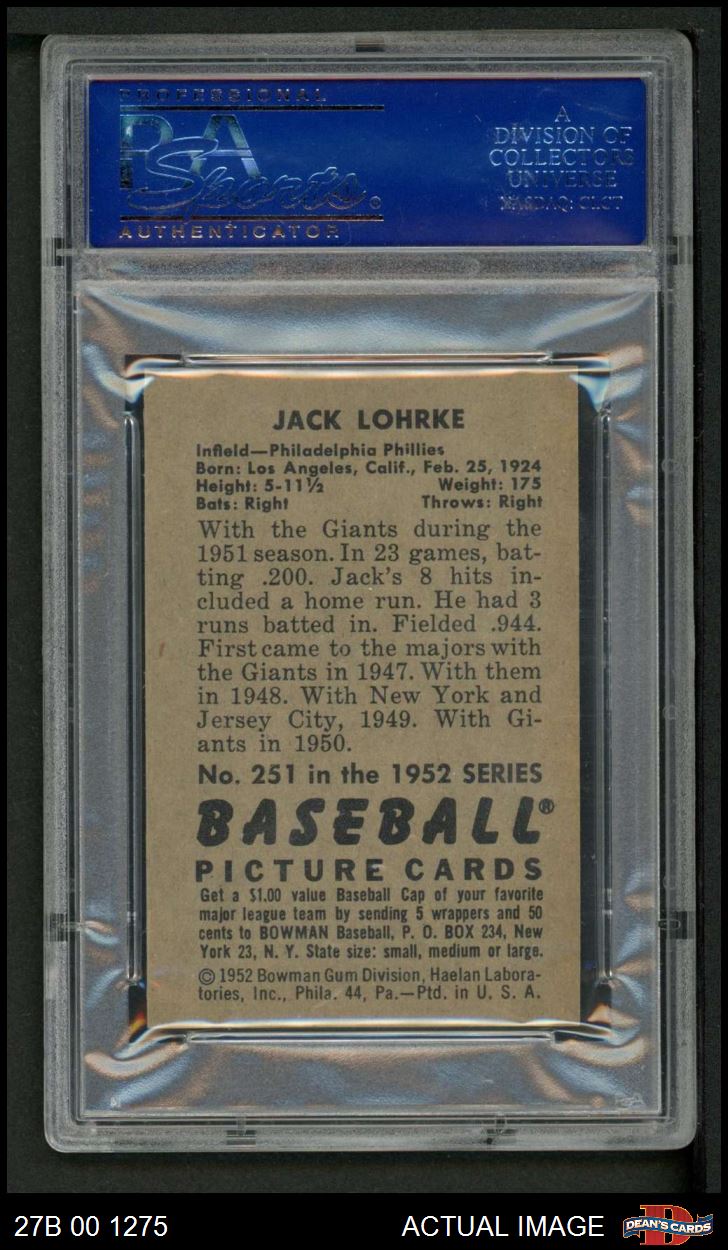 PROFESSIONAL
PSA
Sports
AUTHENTICATOR
A
DIVISION OF
COLLECTORS
UNIVERSE
NASDAQ: CLCT
JACK LOHRKE
Infield—Philadelphia Phillies
Born: Los Angeles, Calif., Feb. 25, 1924
Height: 5-11½ Weight: 175
Bats: Right Throws: Right
With the Giants during the
1951 season. In 23 games, bat-
ting .200. Jack's 8 hits in-
cluded a home run. He had 3
runs batted in. Fielded .944.
First came to the majors with
the Giants in 1947. With them
in 1948. With New York and
Jersey City, 1949. With Gi-
ants in 1950.
No. 251 in the 1952 SERIES
BASEBALL®
PICTURE CARDS
Get a $1.00 value Baseball Cap of your favorite
major league team by sending 5 wrappers and 50
cents to BOWMAN Baseball, P. O. BOX 234, New
York 23, N. Y. State size: small, medium or large.
© 1952 Bowman Gum Division, Haelan Labora-
tories, Inc., Phila. 44, Pa.—Ptd. in U. S. A.
27B 00 1275 ACTUAL IMAGE
DEAN'S CARDS